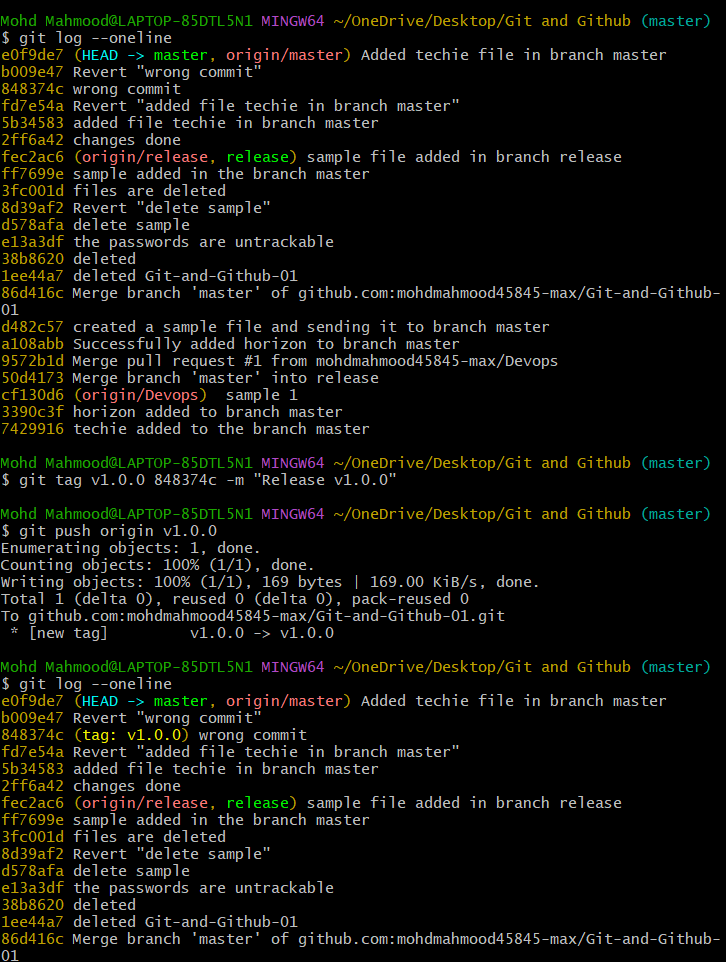 Mohd Mahmood@LAPTOP-85DTL5N1 MINGW64 ~/OneDrive/Desktop/Git and Github (master)
$ git log --oneline
e0f9de7 (HEAD -> master, origin/master) Added techie file in branch master
b009e47 Revert "wrong commit"
848374c wrong commit
fd7e54a Revert "added file techie in branch master"
5b34583 added file techie in branch master
2ff6a42 changes done
fec2ac6 (origin/release, release) sample file added in branch release
ff7699e sample added in the branch master
3fc001d files are deleted
8d39af2 Revert "delete sample"
d578afa delete sample
e13a3df the passwords are untrackable
38b8620 deleted
1ee44a7 deleted Git-and-Github-01
86d416c Merge branch 'master' of github.com:mohdmahmood45845-max/Git-and-Github-
01
d482c57 created a sample file and sending it to branch master
a108abb Successfully added horizon to branch master
9572b1d Merge pull request #1 from mohdmahmood45845-max/Devops
50d4173 Merge branch 'master' into release
cf130d6 (origin/Devops)  sample 1
3390c3f horizon added to branch master
7429916 techie added to the branch master
Mohd Mahmood@LAPTOP-85DTL5N1 MINGW64 ~/OneDrive/Desktop/Git and Github (master)
$ git tag v1.0.0 848374c -m "Release v1.0.0"
Mohd Mahmood@LAPTOP-85DTL5N1 MINGW64 ~/OneDrive/Desktop/Git and Github (master)
$ git push origin v1.0.0
Enumerating objects: 1, done.
Counting objects: 100% (1/1), done.
Writing objects: 100% (1/1), 169 bytes | 169.00 KiB/s, done.
Total 1 (delta 0), reused 0 (delta 0), pack-reused 0
To github.com:mohdmahmood45845-max/Git-and-Github-01.git
 * [new tag]         v1.0.0 -> v1.0.0
Mohd Mahmood@LAPTOP-85DTL5N1 MINGW64 ~/OneDrive/Desktop/Git and Github (master)
$ git log --oneline
e0f9de7 (HEAD -> master, origin/master) Added techie file in branch master
b009e47 Revert "wrong commit"
848374c (tag: v1.0.0) wrong commit
fd7e54a Revert "added file techie in branch master"
5b34583 added file techie in branch master
2ff6a42 changes done
fec2ac6 (origin/release, release) sample file added in branch release
ff7699e sample added in the branch master
3fc001d files are deleted
8d39af2 Revert "delete sample"
d578afa delete sample
e13a3df the passwords are untrackable
38b8620 deleted
1ee44a7 deleted Git-and-Github-01
86d416c Merge branch 'master' of github.com:mohdmahmood45845-max/Git-and-Github-
01